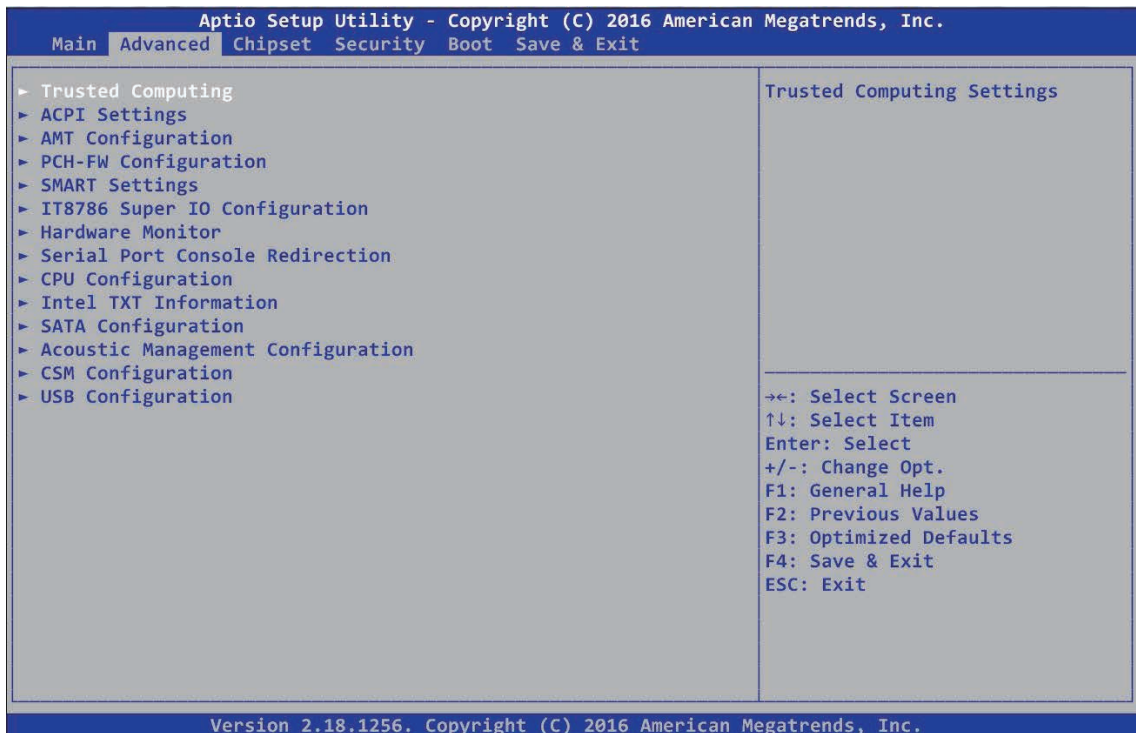 Aptio Setup Utility - Copyright (C) 2016 American Megatrends, Inc.
Main Advanced Chipset Security Boot Save & Exit
► Trusted Computing
► ACPI Settings
► AMT Configuration
► PCH-FW Configuration
► SMART Settings
► IT8786 Super IO Configuration
► Hardware Monitor
► Serial Port Console Redirection
► CPU Configuration
► Intel TXT Information
► SATA Configuration
► Acoustic Management Configuration
► CSM Configuration
► USB Configuration
Trusted Computing Settings
→←: Select Screen
↑↓: Select Item
Enter: Select
+/-: Change Opt.
F1: General Help
F2: Previous Values
F3: Optimized Defaults
F4: Save & Exit
ESC: Exit
Version 2.18.1256. Copyright (C) 2016 American Megatrends, Inc.